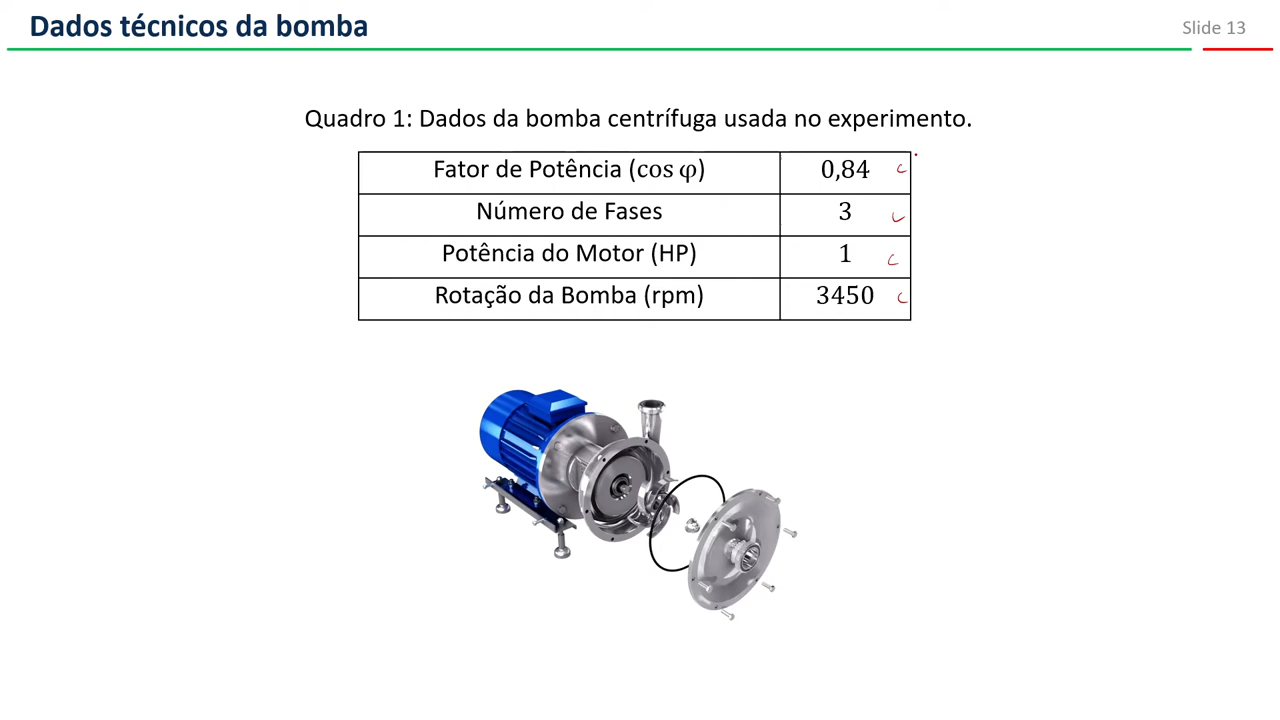 Dados técnicos da bomba
Slide 13
Quadro 1: Dados da bomba centrífuga usada no experimento.
Fator de Potência (cos φ) 0,84
Número de Fases 3
Potência do Motor (HP) 1
Rotação da Bomba (rpm) 3450